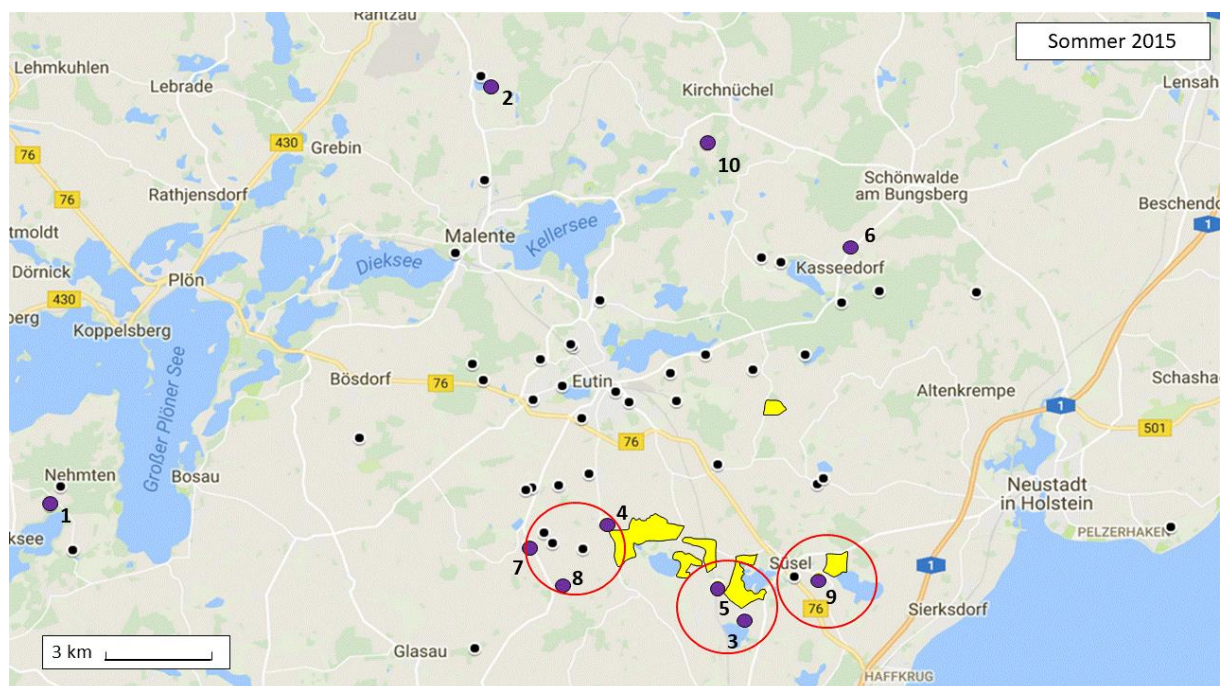 Rantzau
Sommer 2015
Lehmkuhlen
Lebrade
Kirchnüchel
Lensah
2
430
Grebin
76
10
Rathjensdorf
Schönwalde
am Bungsberg
76
Beschendo
1
tmoldt
Malente
Kellersee
6
Dieksee
Kasseedorf
Dörnick
Plön
430
berg
Koppelsberg
Großer Plöner See
Bösdorf
76
Eutin
Altenkrempe
Schasha
1
501
76
Nehmten
Bosau
Neustadt
in Holstein
1
4
PELZERHAKEN
ksee
7
8
Süsel
9
1
5
76
Sierksdorf
3
3 km
Glasau
HAFFKRUG